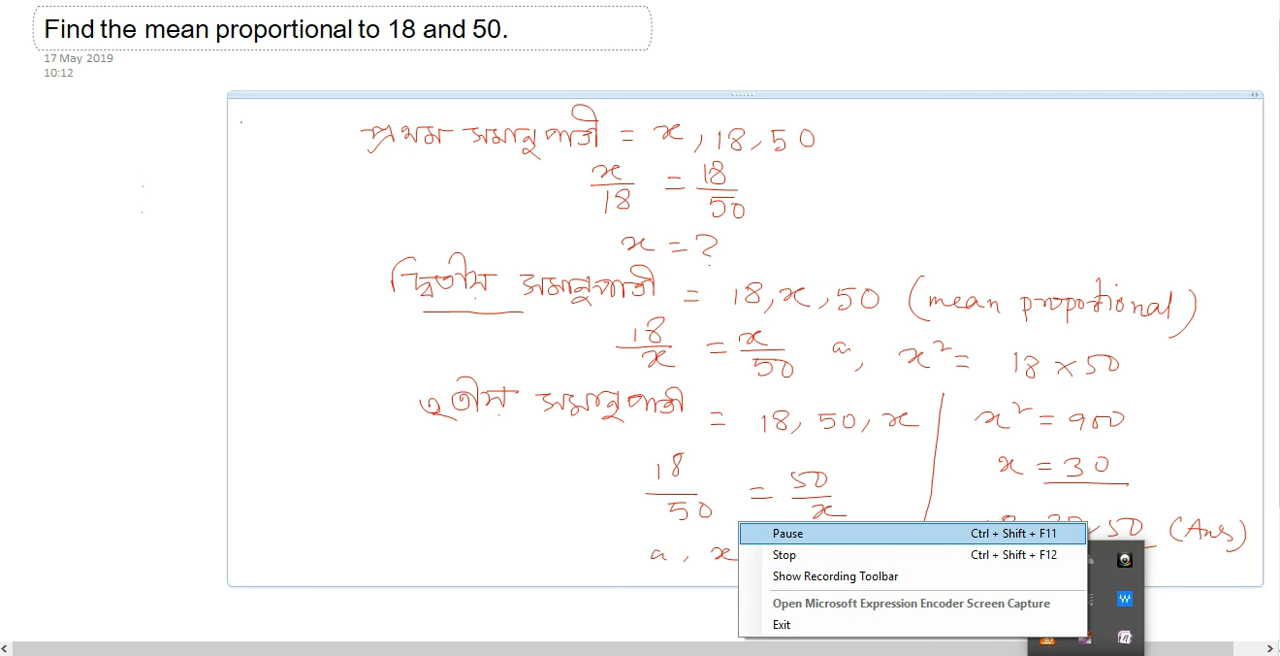 Find the mean proportional to 18 and 50.
17 May 2019
10:12
প্রথম সমানুপাতী = x, 18, 50
x/18 = 18/50
x = ?
দ্বিতীয় সমানুপাতী = 18, x, 50 (mean proportional)
18/x = x/50 a, x² = 18 × 50
তৃতীয় সমানুপাতী = 18, 50, x
x² = 900
x = 30
18/50 = 50/x
50 (Ans)
a, x
Pause Ctrl + Shift + F11
Stop Ctrl + Shift + F12
Show Recording Toolbar
Open Microsoft Expression Encoder Screen Capture
Exit